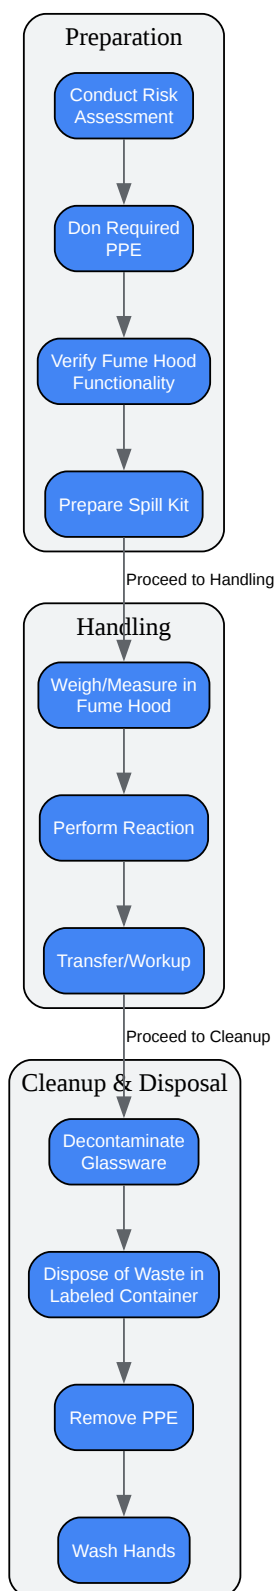 Preparation
Conduct Risk
Assessment
Don Required
PPE
Verify Fume Hood
Functionality
Prepare Spill Kit
Proceed to Handling
Handling
Weigh/Measure in
Fume Hood
Perform Reaction
Transfer/Workup
Proceed to Cleanup
Cleanup & Disposal
Decontaminate
Glassware
Dispose of Waste in
Labeled Container
Remove PPE
Wash Hands